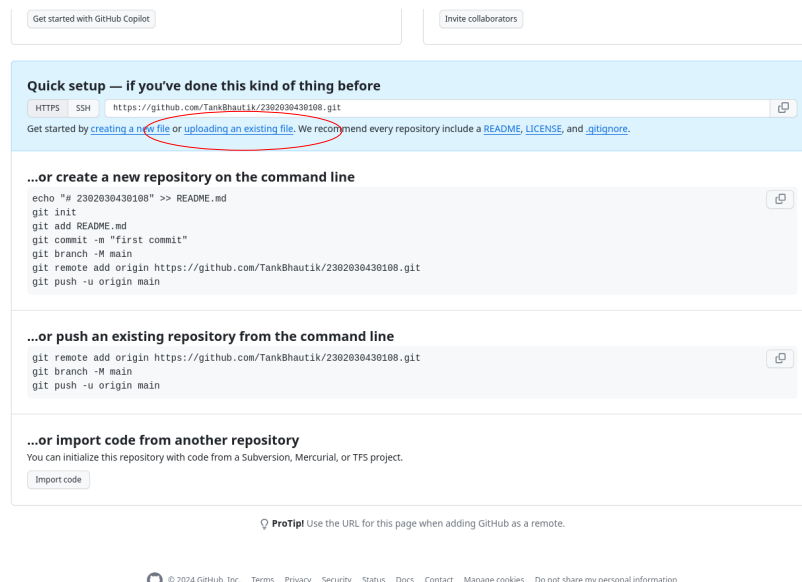 Get started with GitHub Copilot
Invite collaborators
Quick setup — if you’ve done this kind of thing before
HTTPS SSH https://github.com/TankBhautik/2302030430108.git
Get started by creating a new file or uploading an existing file. We recommend every repository include a README, LICENSE, and .gitignore.
…or create a new repository on the command line
echo "# 2302030430108" >> README.md
git init
git add README.md
git commit -m "first commit"
git branch -M main
git remote add origin https://github.com/TankBhautik/2302030430108.git
git push -u origin main
…or push an existing repository from the command line
git remote add origin https://github.com/TankBhautik/2302030430108.git
git branch -M main
git push -u origin main
…or import code from another repository
You can initialize this repository with code from a Subversion, Mercurial, or TFS project.
Import code
ProTip! Use the URL for this page when adding GitHub as a remote.
© 2024 GitHub, Inc. Terms Privacy Security Status Docs Contact Manage cookies Do not share my personal information